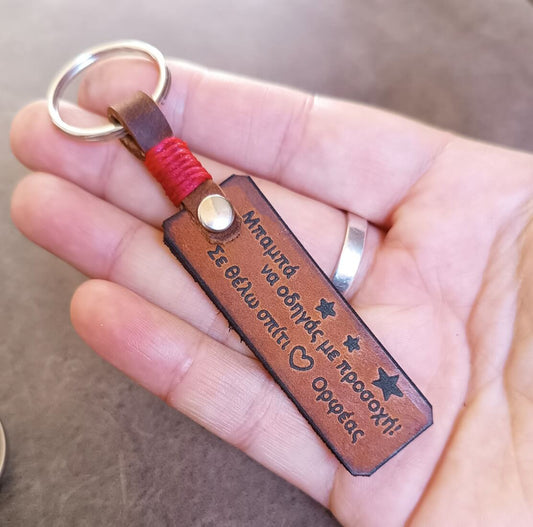 Μπαμπά
να οδηγάς με προσοχή!
Σε θέλω σπίτι
Ορφέας